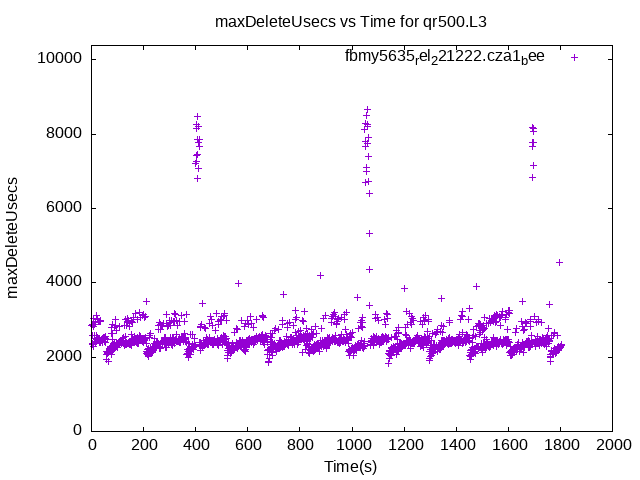 maxDeleteUsecs vs Time for qr500.L3
fbmy5635rel221222.cza1bee
10000
8000
6000
4000
2000
0
maxDeleteUsecs
0 200 400 600 800 1000 1200 1400 1600 1800 2000
Time(s)